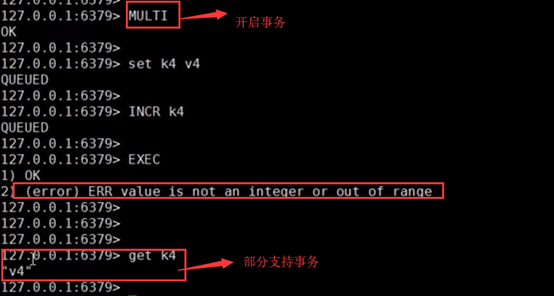 127.0.0.1:6379>
127.0.0.1:6379> MULTI
开启事务
OK
127.0.0.1:6379>
127.0.0.1:6379> set k4 v4
QUEUED
127.0.0.1:6379>
127.0.0.1:6379> INCR k4
QUEUED
127.0.0.1:6379>
127.0.0.1:6379> EXEC
1) OK
2) (error) ERR value is not an integer or out of range
127.0.0.1:6379>
127.0.0.1:6379>
127.0.0.1:6379>
127.0.0.1:6379> get k4
部分支持事务
"v4"
127.0.0.1:6379>